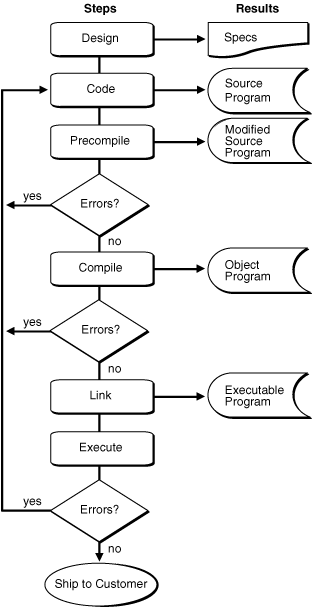 Steps
Results
Design
Specs
Code
Source
Program
Precompile
Modified
Source
Program
yes
Errors?
no
Compile
Object
Program
yes
Errors?
no
Link
Executable
Program
Execute
yes
Errors?
no
Ship to Customer